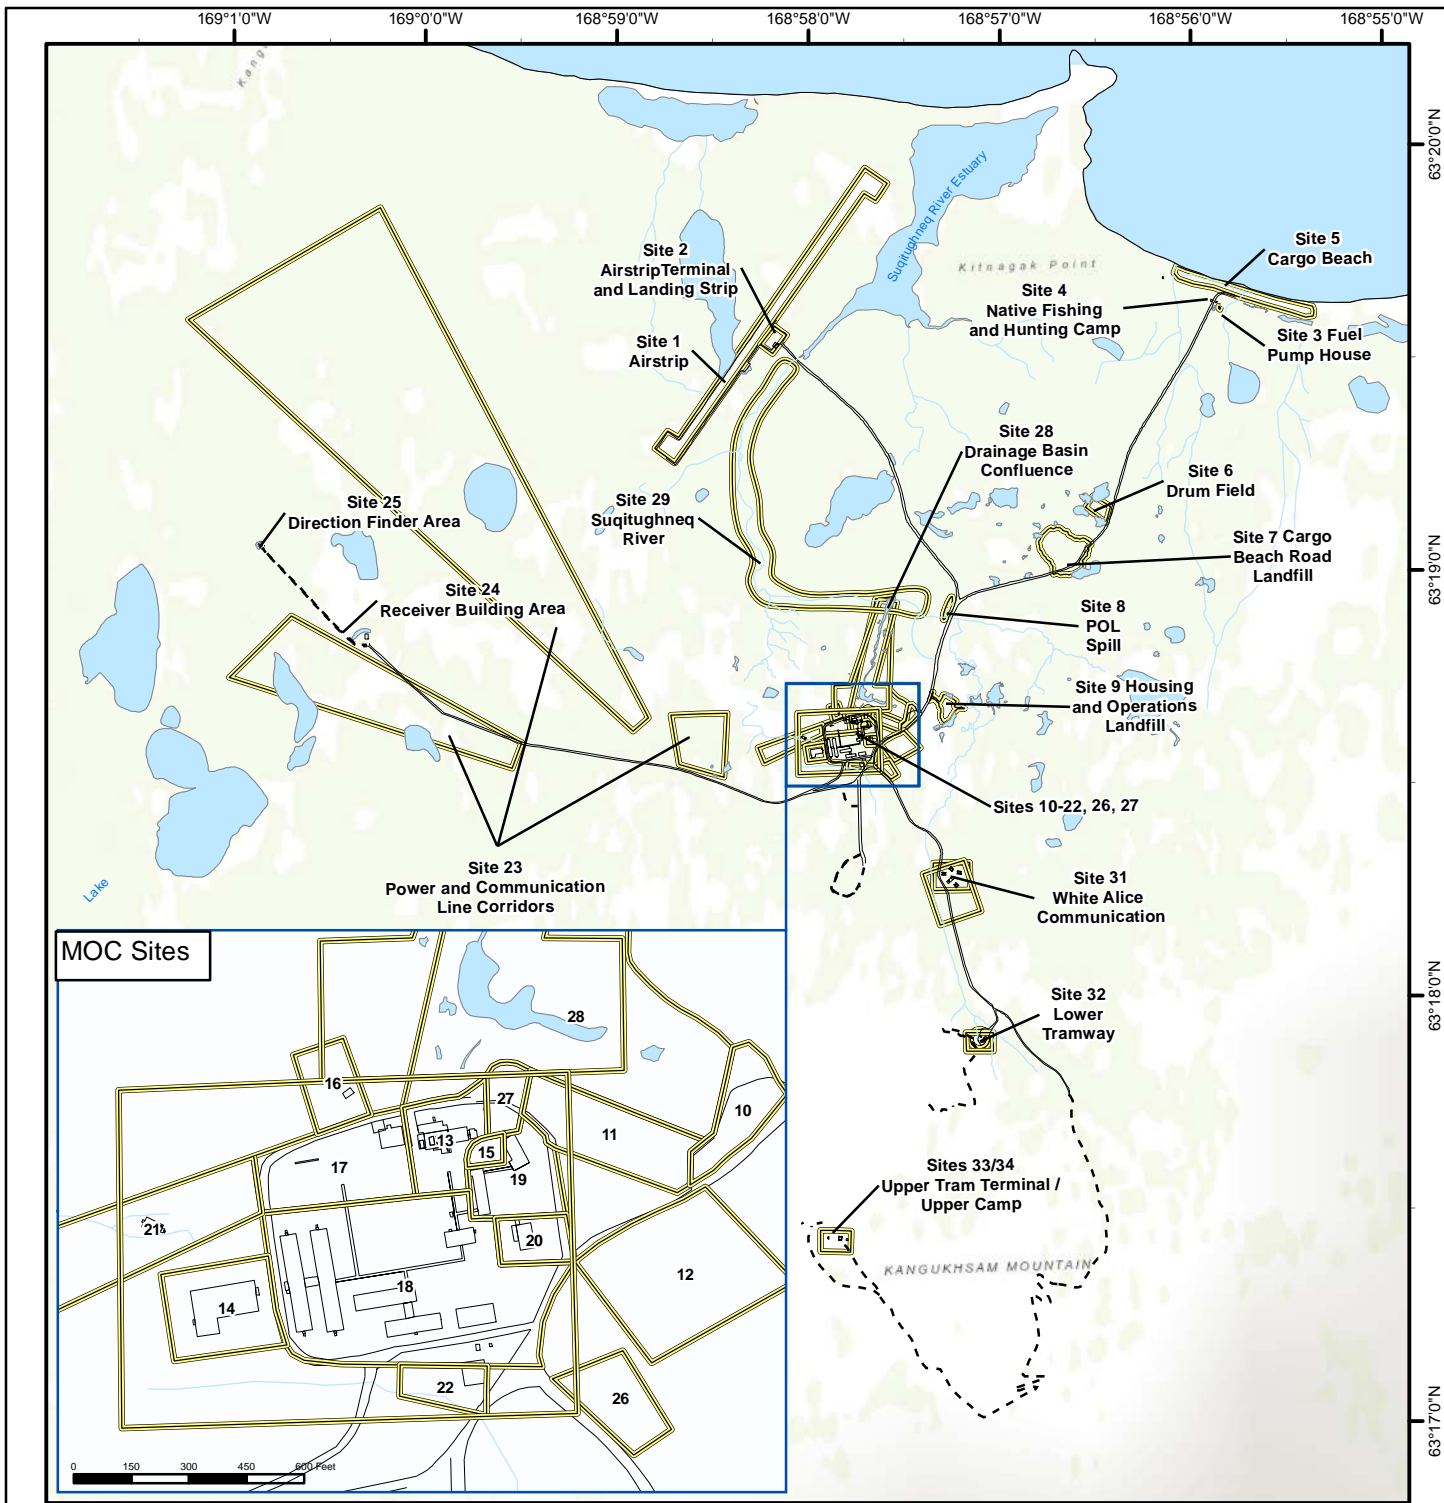 169°1'0"W
169°0'0"W
168°59'0"W
168°58'0"W
168°57'0"W
168°56'0"W
168°55'0"W
63°20'0"N
63°19'0"N
63°18'0"N
63°17'0"N
Suqitughneq River Estuary
Kitnagak Point
Site 5
Cargo Beach
Site 4
Native Fishing
and Hunting Camp
Site 3 Fuel
Pump House
Site 2
AirstripTerminal
and Landing Strip
Site 1
Airstrip
Site 28
Drainage Basin
Confluence
Site 6
Drum Field
Site 7 Cargo
Beach Road
Landfill
Site 25
Direction Finder Area
Site 29
Suqitughneq
River
Site 24
Receiver Building Area
Site 8
POL
Spill
Site 9 Housing
and Operations
Landfill
Sites 10-22, 26, 27
Site 23
Power and Communication
Line Corridors
Lake
Site 31
White Alice
Communication
Site 32
Lower
Tramway
Sites 33/34
Upper Tram Terminal /
Upper Camp
KANGUKHSAM MOUNTAIN
MOC Sites
28
16
27
10
11
13
15
17
19
21
20
12
18
14
22
26
0 150 300 450 600 Feet